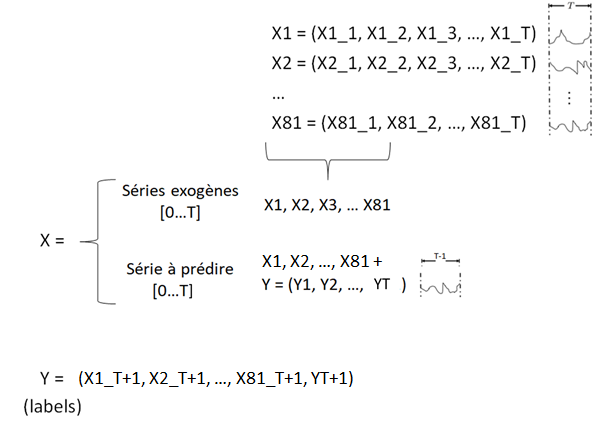 T
X1 = (X1_1, X1_2, X1_3, ..., X1_T)
X2 = (X2_1, X2_2, X2_3, ..., X2_T)
...
X81 = (X81_1, X81_2, ..., X81_T)
Séries exogènes
[0...T]
X1, X2, X3, ... X81
X =
Série à prédire
[0...T]
X1, X2, ..., X81 +
Y = (Y1, Y2, ..., YT )
T-1
Y = (X1_T+1, X2_T+1, ..., X81_T+1, YT+1)
(labels)